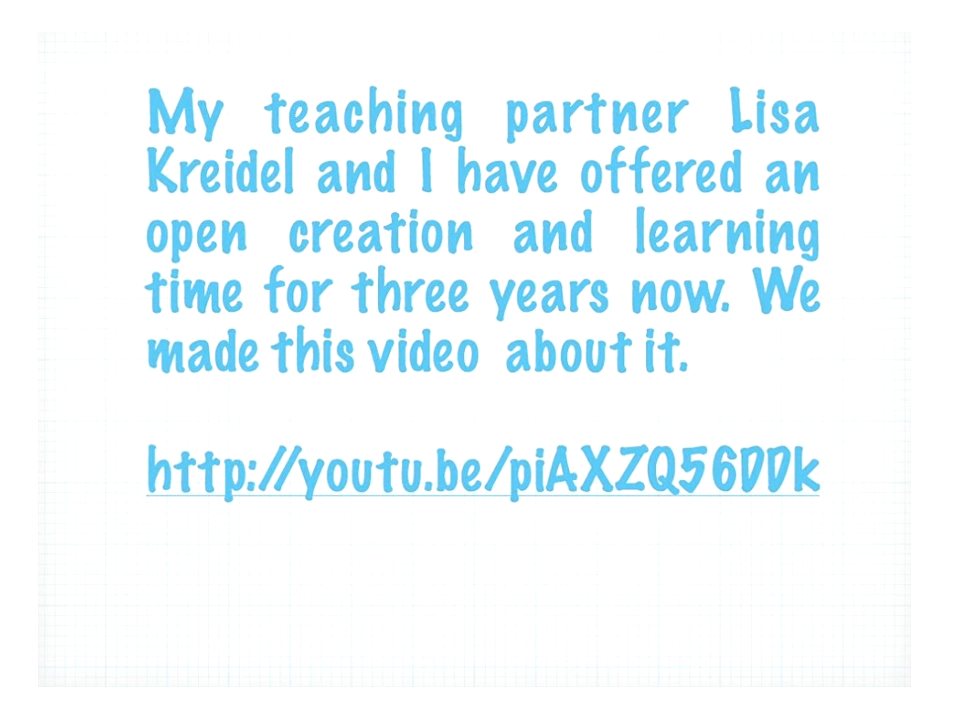 My teaching partner Lisa
Kreidel and I have offered an
open creation and learning
time for three years now. We
made this video about it.
http://youtu.be/piAXZQ56DDk